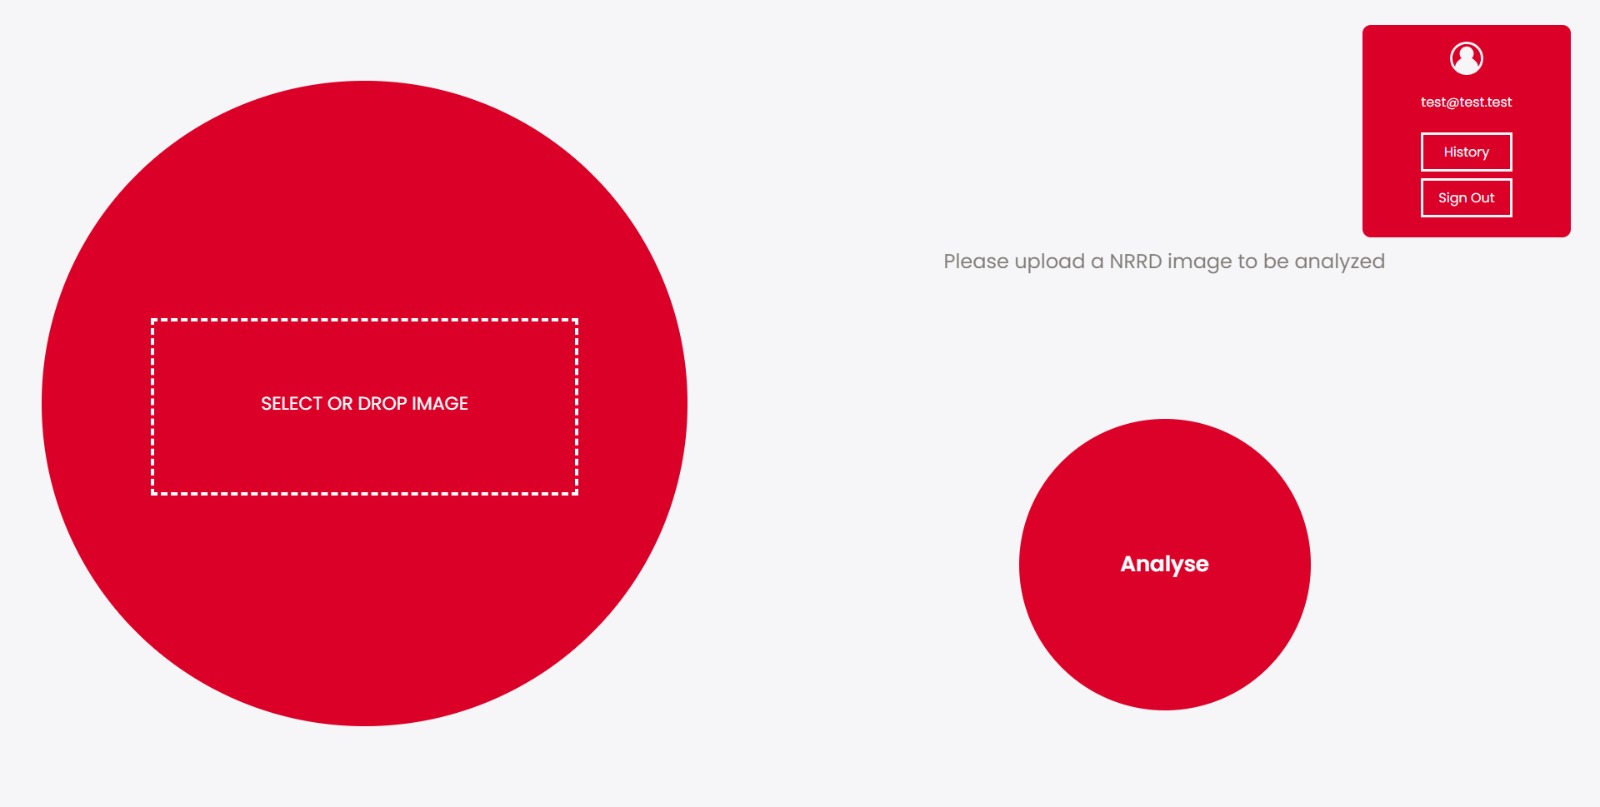 test@test.test
History
Sign Out
Please upload a NRRD image to be analyzed
SELECT OR DROP IMAGE
Analyse